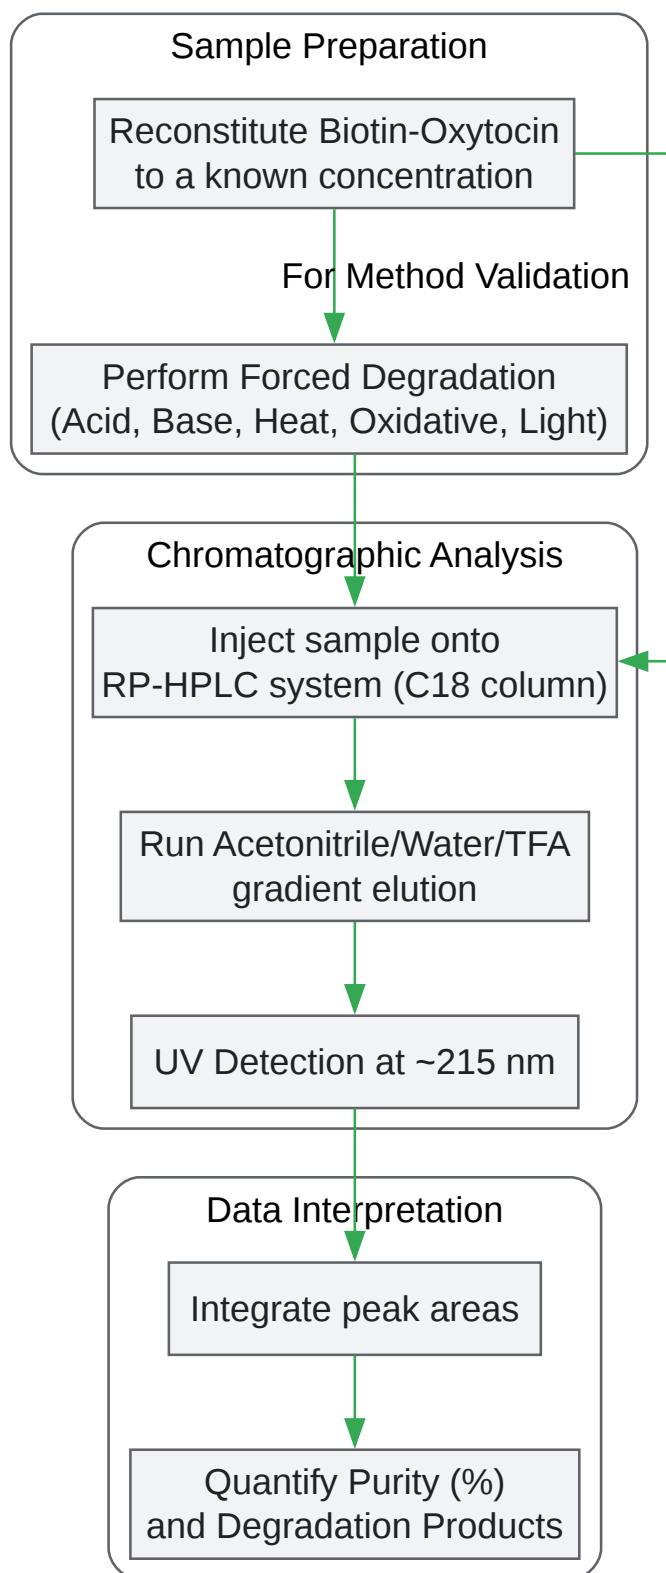 Sample Preparation
Reconstitute Biotin-Oxytocin
to a known concentration
For Method Validation
Perform Forced Degradation
(Acid, Base, Heat, Oxidative, Light)
Chromatographic Analysis
Inject sample onto
RP-HPLC system (C18 column)
Run Acetonitrile/Water/TFA
gradient elution
UV Detection at ~215 nm
Data Interpretation
Integrate peak areas
Quantify Purity (%)
and Degradation Products